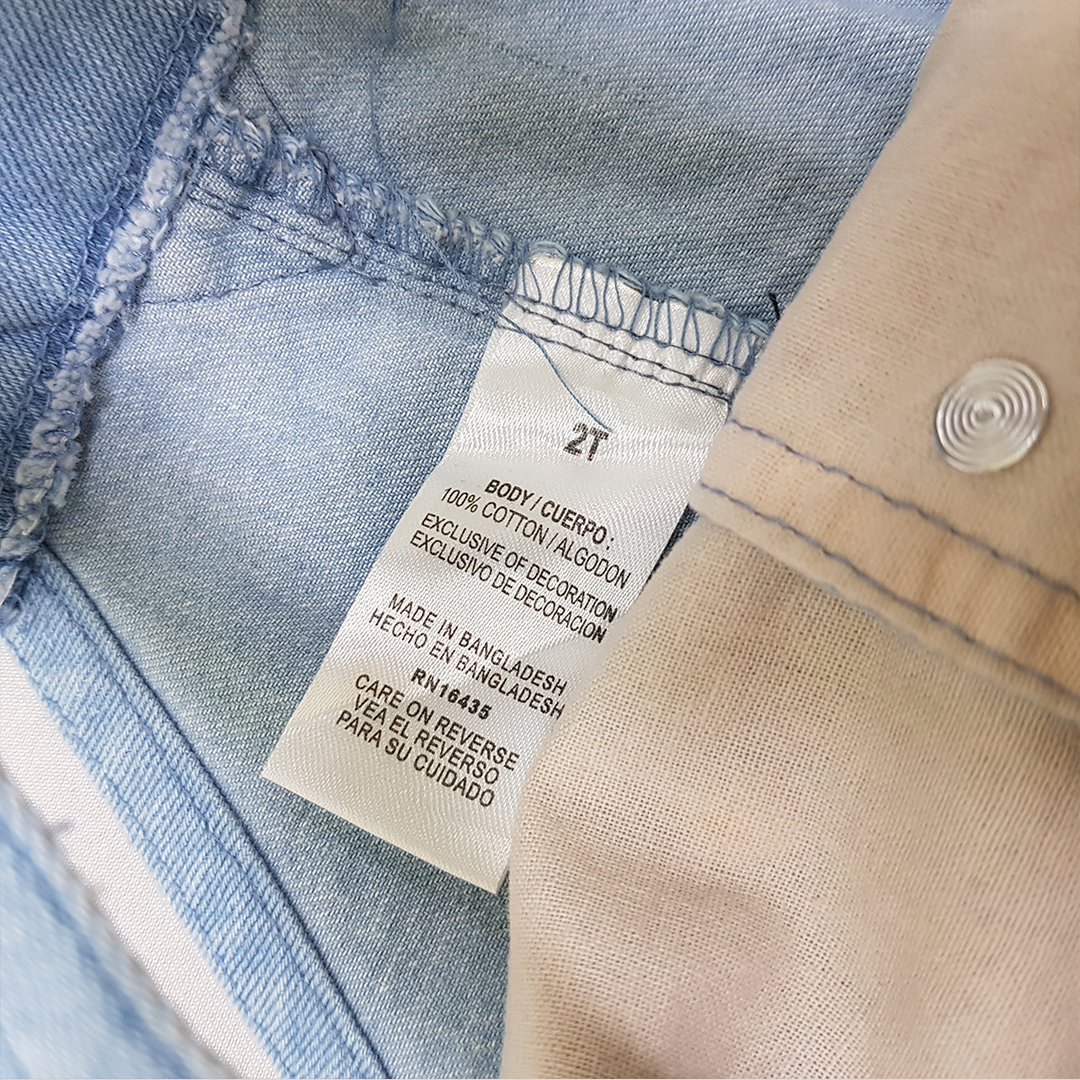 2T
BODY / CUERPO :
100% COTTON / ALGODON
EXCLUSIVE OF DECORATION
EXCLUSIVO DE DECORACION
MADE IN BANGLADESH
HECHO EN BANGLADESH
RN16435
CARE ON REVERSE
VEA EL REVERSO
PARA SU CUIDADO